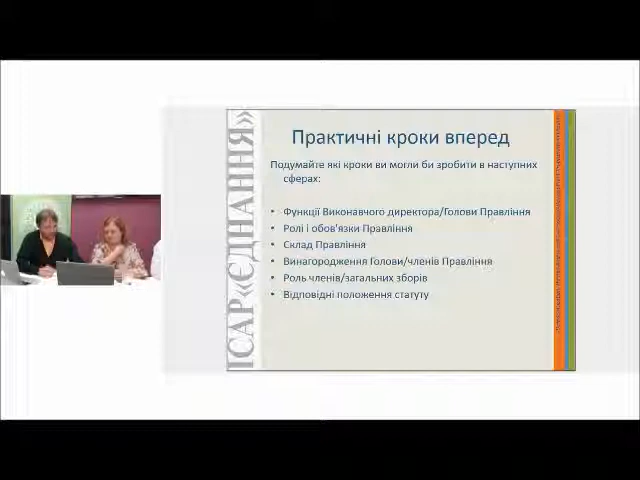 Практичні кроки вперед
Подумайте які кроки ви могли би зробити в наступних
сферах:
• Функції Виконавчого директора/Голови Правління
• Ролі і обов'язки Правління
• Склад Правління
• Винагородження Голови/членів Правління
• Роль членів/загальних зборів
• Відповідні положення статуту
ІСАР«ЄДНАННЯ»